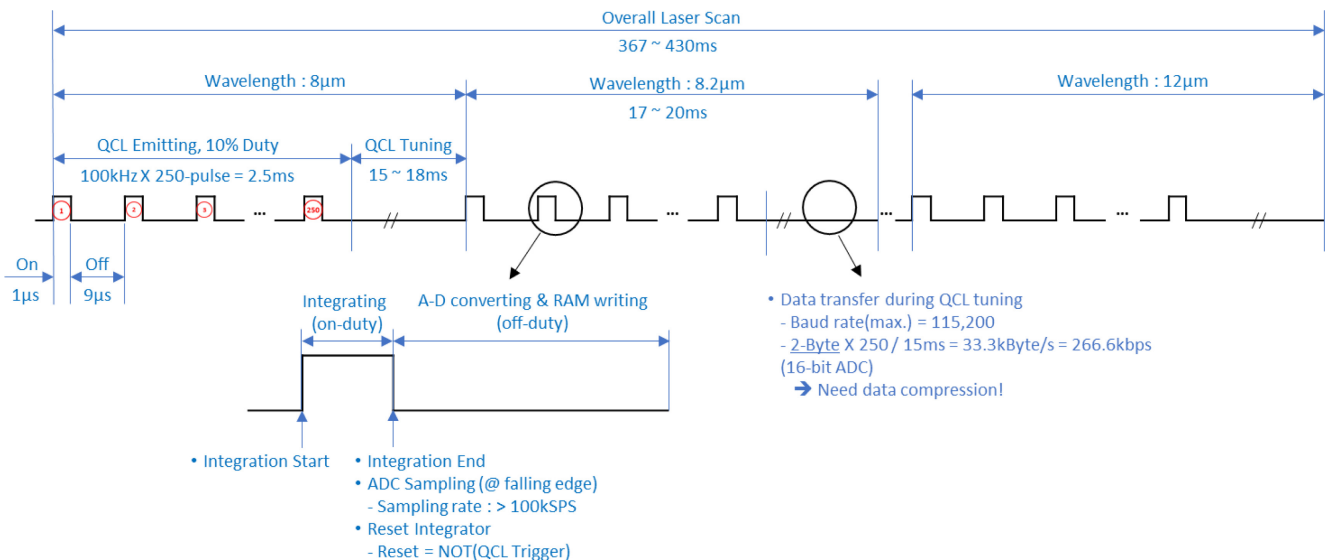 Overall Laser Scan
367 ~ 430ms
Wavelength : 8µm
Wavelength : 8.2µm
17 ~ 20ms
Wavelength : 12µm
QCL Emitting, 10% Duty
100kHz X 250-pulse = 2.5ms
QCL Tuning
15 ~ 18ms
1
2
3
...
250
//
...
//
...
...
//
On
1µs
Off
9µs
Integrating
(on-duty)
A-D converting & RAM writing
(off-duty)
• Data transfer during QCL tuning
- Baud rate(max.) = 115,200
- 2-Byte X 250 / 15ms = 33.3kByte/s = 266.6kbps
(16-bit ADC)
➔ Need data compression!
• Integration Start
• Integration End
• ADC Sampling (@ falling edge)
- Sampling rate : > 100kSPS
• Reset Integrator
- Reset = NOT(QCL Trigger)